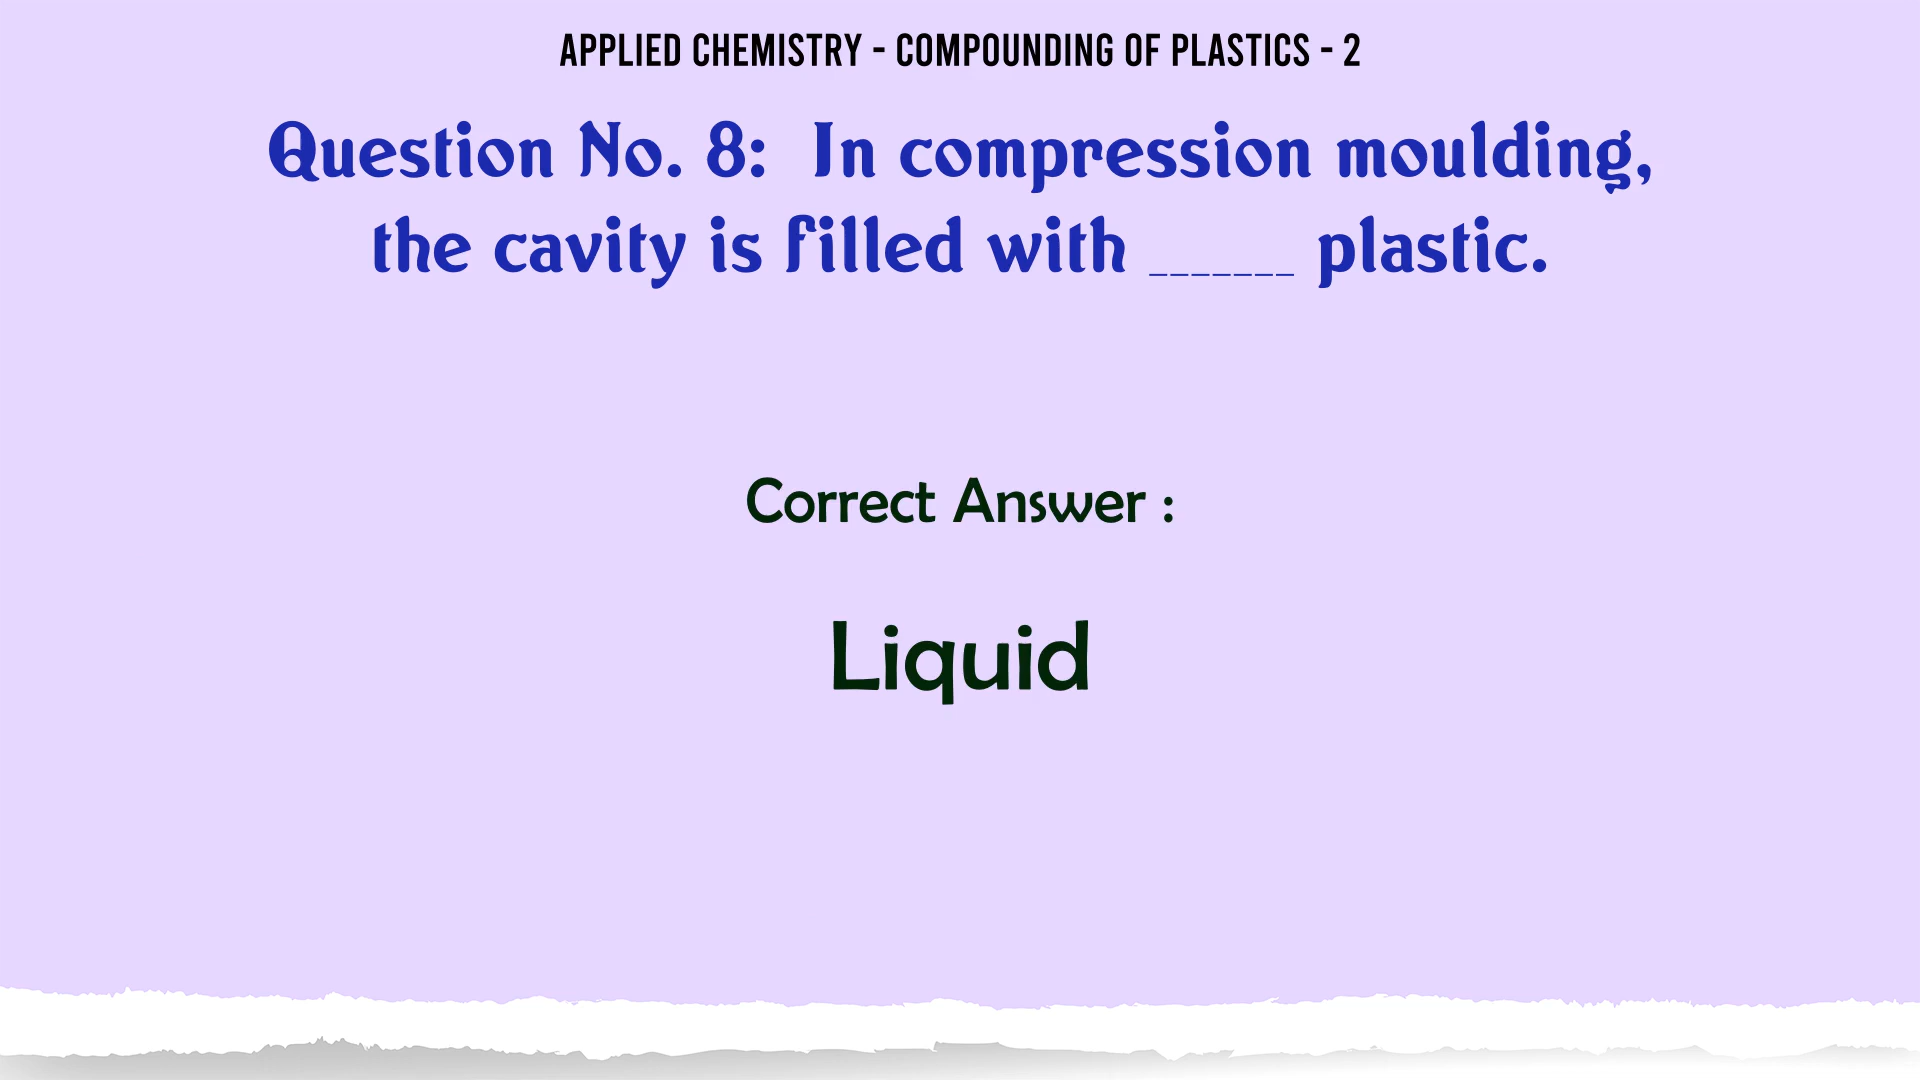 APPLIED CHEMISTRY - COMPOUNDING OF PLASTICS - 2
Question No. 8: In compression moulding,
the cavity is filled with _______ plastic.
Correct Answer :
Liquid